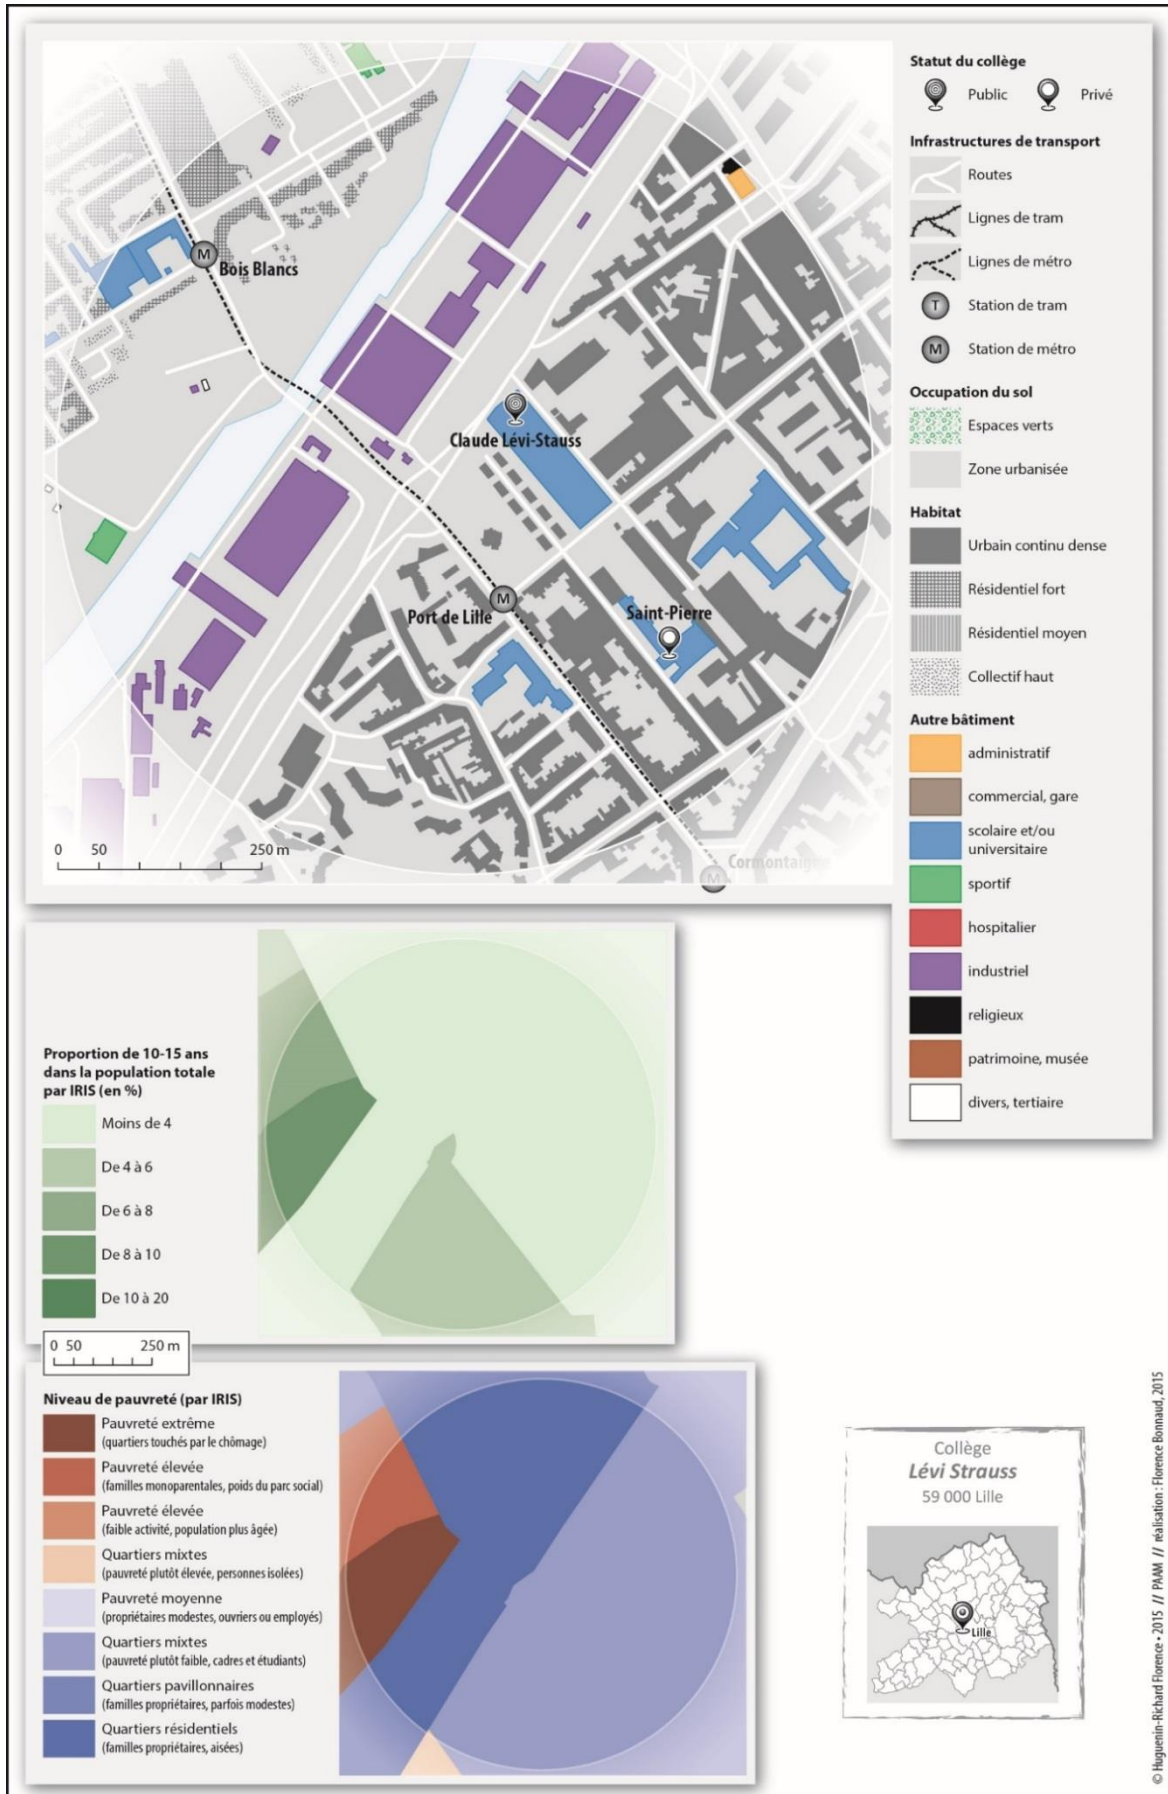 Bois Blancs
M
Claude Lévi-Stauss
Port de Lille
M
Saint-Pierre
Cormontaigne
M
0 50 250 m
Statut du collège
Public
Privé
Infrastructures de transport
Routes
Lignes de tram
Lignes de métro
T
Station de tram
M
Station de métro
Occupation du sol
Espaces verts
Zone urbanisée
Habitat
Urbain continu dense
Résidentiel fort
Résidentiel moyen
Collectif haut
Autre bâtiment
administratif
commercial, gare
scolaire et/ou
universitaire
sportif
hospitalier
industriel
religieux
patrimoine, musée
divers, tertiaire
Proportion de 10-15 ans
dans la population totale
par IRIS (en %)
Moins de 4
De 4 à 6
De 6 à 8
De 8 à 10
De 10 à 20
0 50 250 m
Niveau de pauvreté (par IRIS)
Pauvreté extrême
(quartiers touchés par le chômage)
Pauvreté élevée
(familles monoparentales, poids du parc social)
Pauvreté élevée
(faible activité, population plus âgée)
Quartiers mixtes
(pauvreté plutôt élevée, personnes isolées)
Pauvreté moyenne
(propriétaires modestes, ouvriers ou employés)
Quartiers mixtes
(pauvreté plutôt faible, cadres et étudiants)
Quartiers pavillonnaires
(familles propriétaires, parfois modestes)
Quartiers résidentiels
(familles propriétaires, aisées)
Collège
Lévi Strauss
59 000 Lille
Lille
© Huguenin-Richard Florence • 2015 // PAAM // réalisation : Florence Bonnaud, 2015